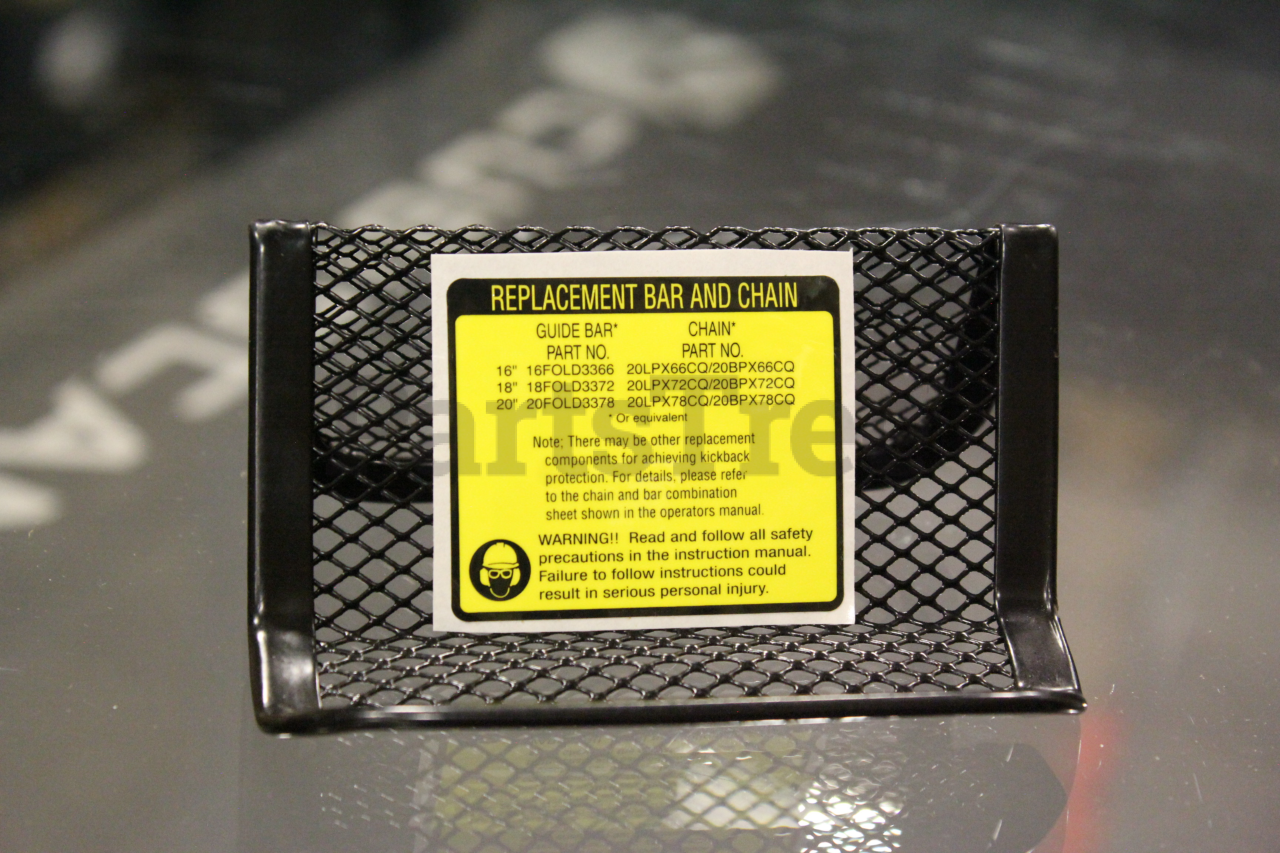 REPLACEMENT BAR AND CHAIN
GUIDE BAR* CHAIN*
PART NO. PART NO.
16" 16FOLD3366 20LPX66CQ/20BPX66CQ
18" 18FOLD3372 20LPX72CQ/20BPX72CQ
20" 20FOLD3378 20LPX78CQ/20BPX78CQ
* Or equivalent
Note; There may be other replacement
components for achieving kickback
protection. For details, please refer
to the chain and bar combination
sheet shown in the operators manual.
WARNING!! Read and follow all safety
precautions in the instruction manual.
Failure to follow instructions could
result in serious personal injury.